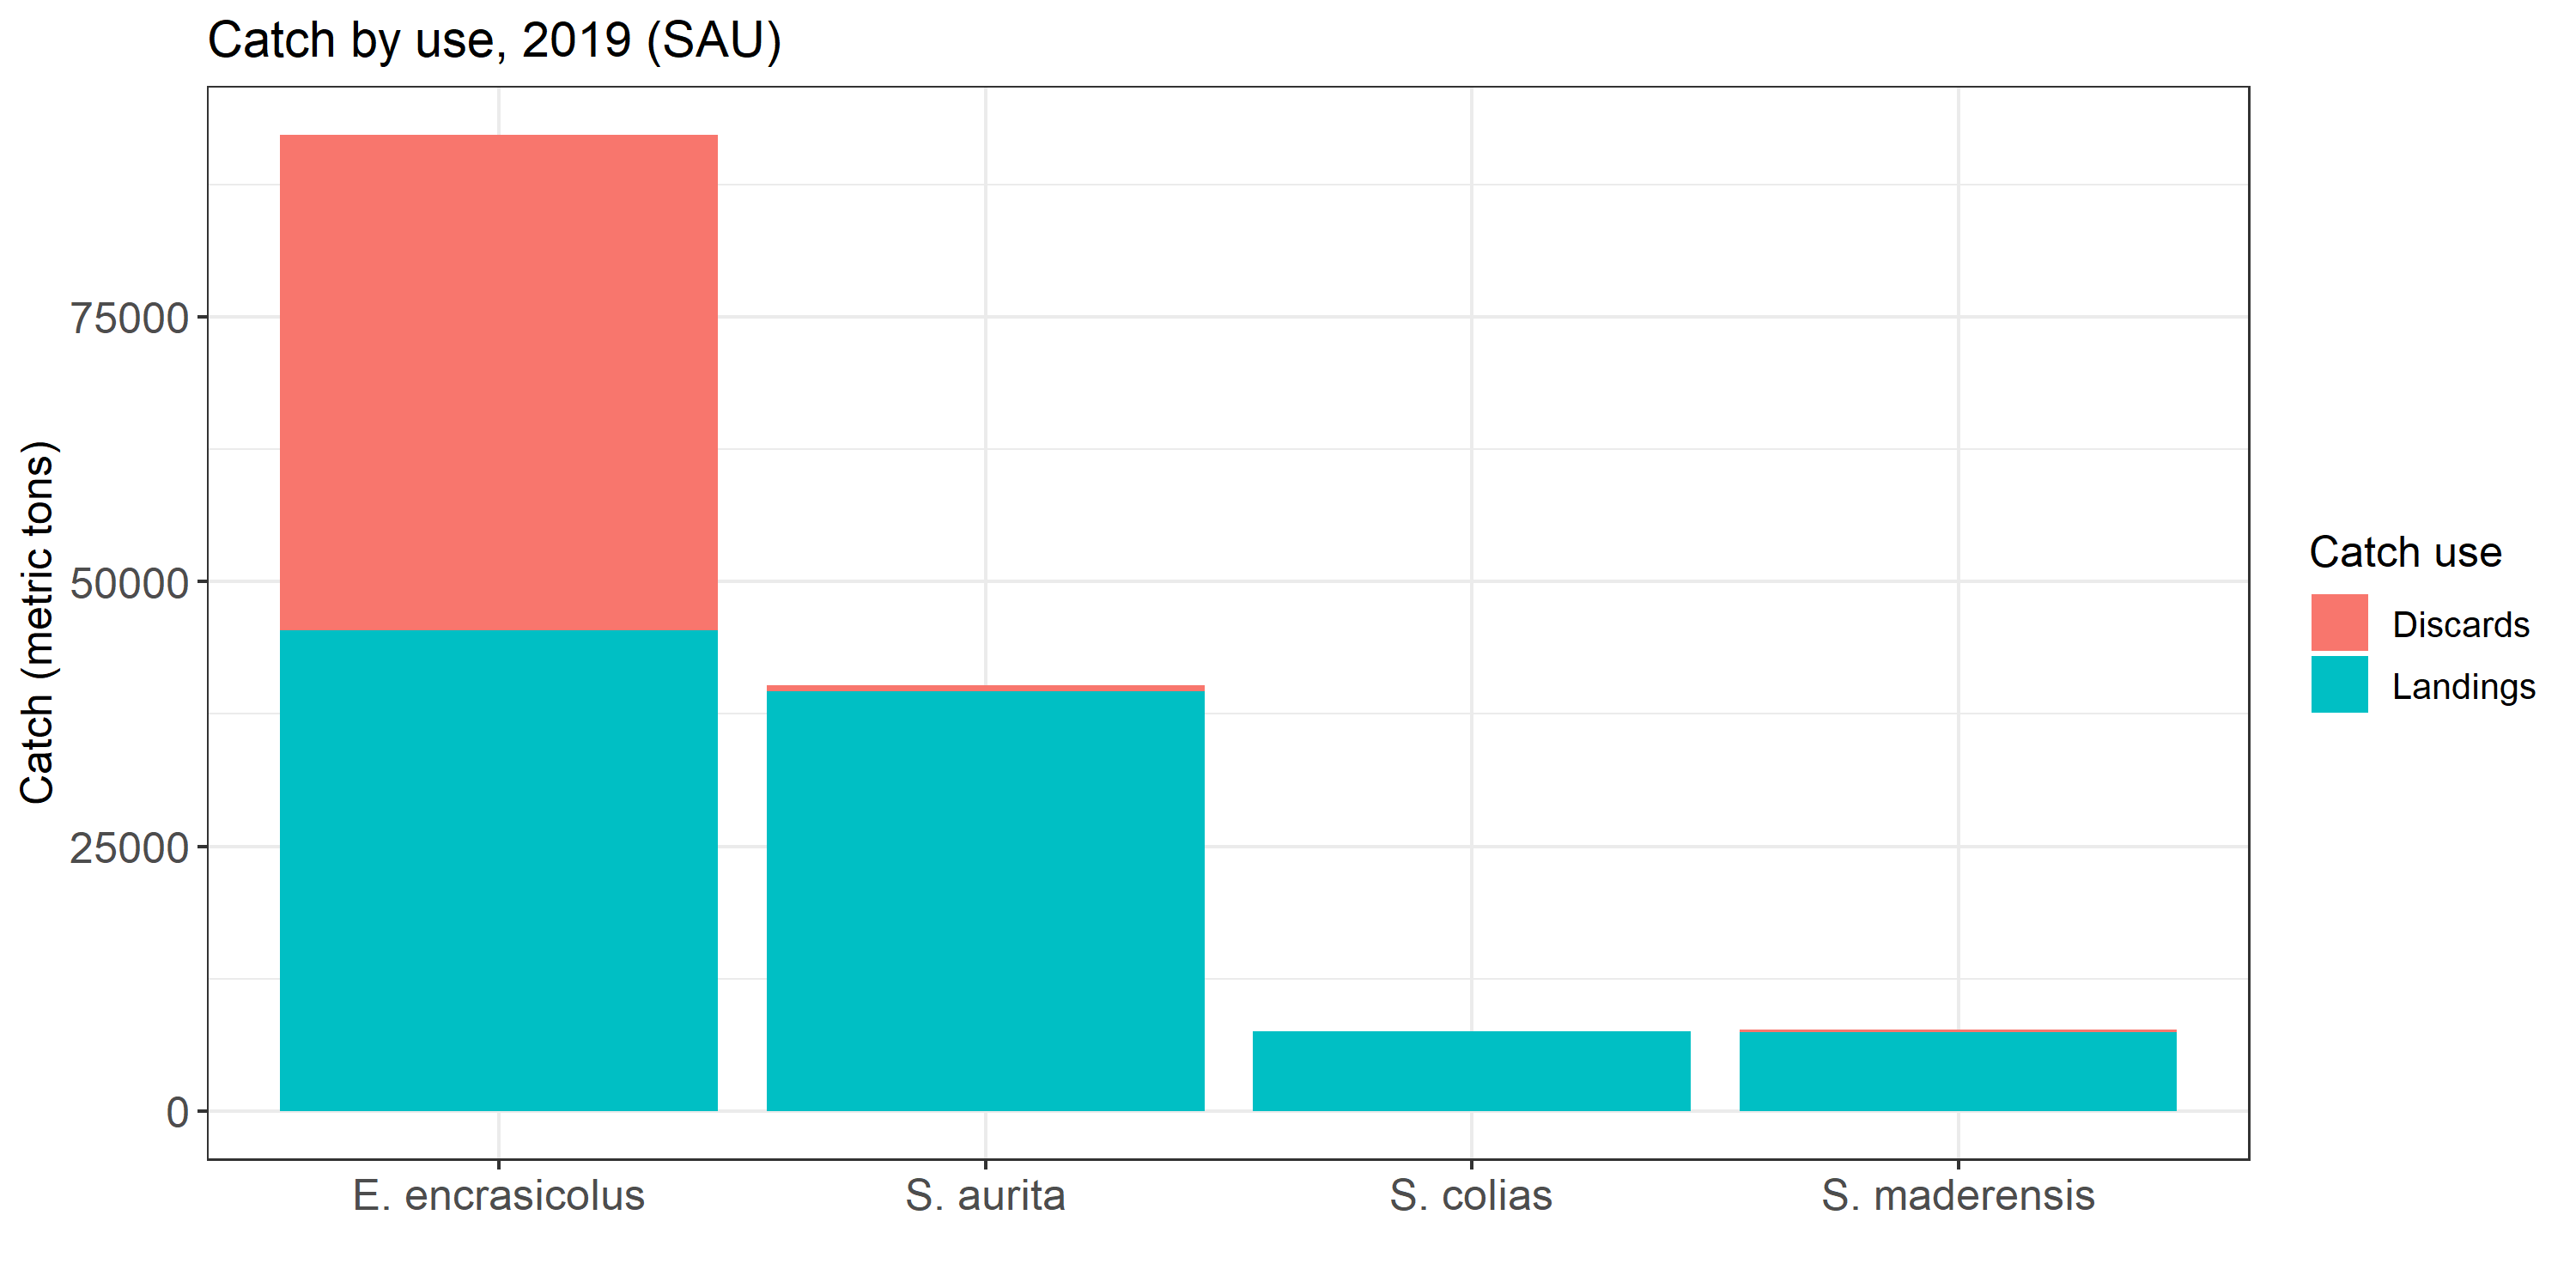 Catch by use, 2019 (SAU)
Catch (metric tons)
75000
50000
25000
0
E. encrasicolus
S. aurita
S. colias
S. maderensis
Catch use
Discards
Landings